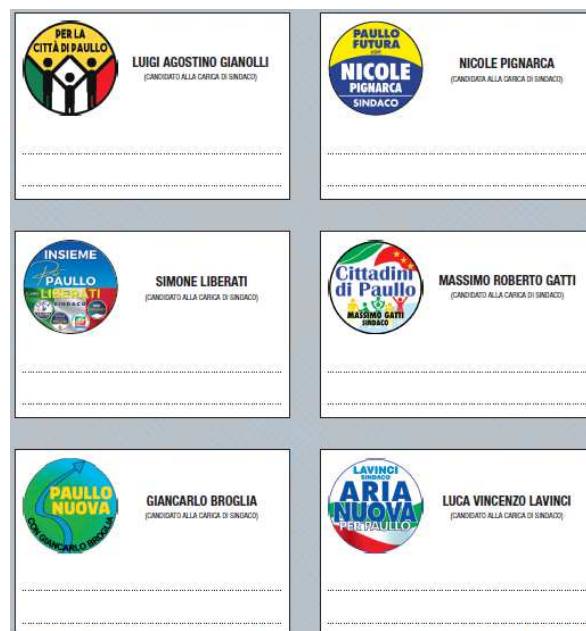 PER LA
CITTÀ DI PAULLO
LUIGI AGOSTINO GIANOLLI
(CANDIDATO ALLA CARICA DI SINDACO)
PAULLO
FUTURA
NICOLE
PIGNARCA
SINDACO
NICOLE PIGNARCA
(CANDIDATA ALLA CARICA DI SINDACO)
INSIEME
Per
PAULLO
LIBERATI
SINDACO
SIMONE LIBERATI
(CANDIDATO ALLA CARICA DI SINDACO)
Cittadini
di Paullo
MASSIMO GATTI
SINDACO
MASSIMO ROBERTO GATTI
(CANDIDATO ALLA CARICA DI SINDACO)
PAULLO
NUOVA
CON GIANCARLO BROGLIA
GIANCARLO BROGLIA
(CANDIDATO ALLA CARICA DI SINDACO)
LAVINCI
SINDACO
ARIA
NUOVA
PER PAULLO
LUCA VINCENZO LAVINCI
(CANDIDATO ALLA CARICA DI SINDACO)